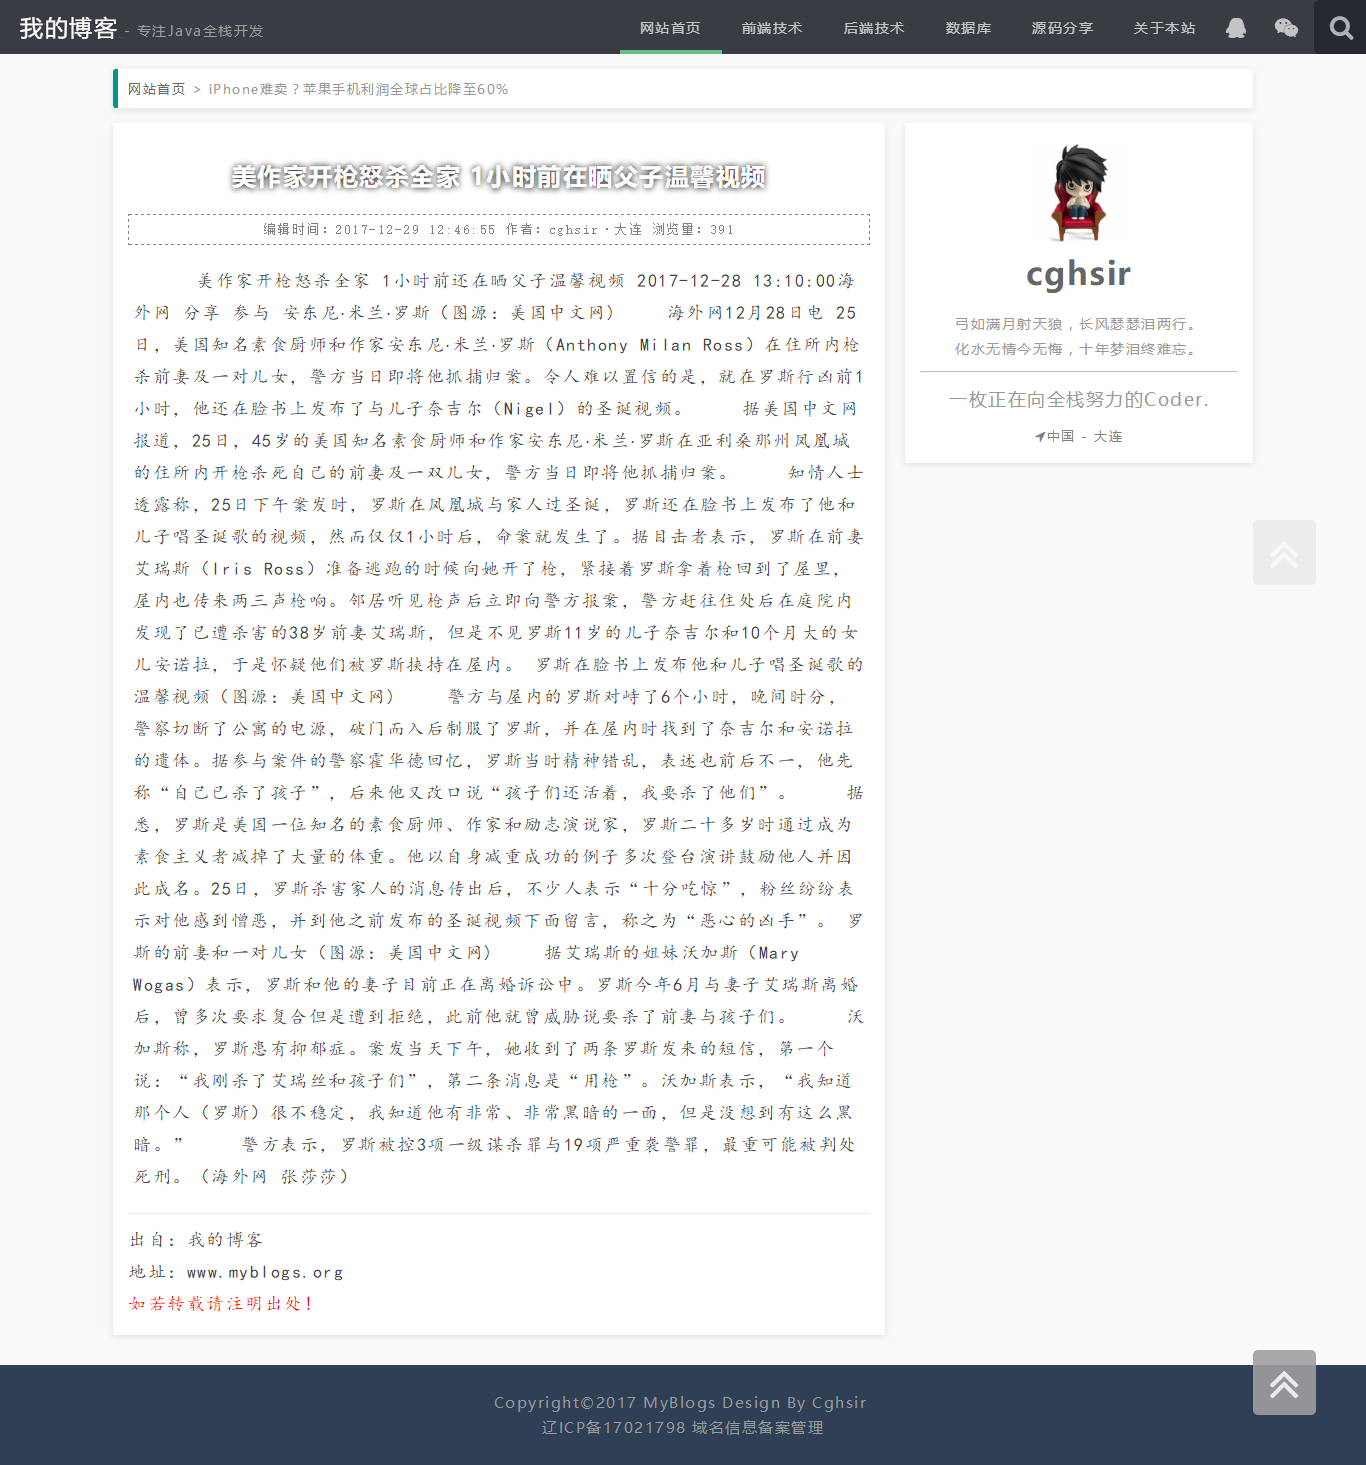 我的博客 - 专注Java全栈开发
网站首页 前端技术 后端技术 数据库 源码分享 关于本站
网站首页 > iPhone难卖？苹果手机利润全球占比降至60%
美作家开枪怒杀全家 1小时前在晒父子温馨视频
编辑时间：2017-12-29 12:46:55 作者：cghsir·大连 浏览量：391
美作家开枪怒杀全家 1小时前还在晒父子温馨视频 2017-12-28 13:10:00海
外网 分享 参与 安东尼·米兰·罗斯（图源：美国中文网） 海外网12月28日电 25
日，美国知名素食厨师和作家安东尼·米兰·罗斯（Anthony Milan Ross）在住所内枪
杀前妻及一对儿女，警方当日即将他抓捕归案。令人难以置信的是，就在罗斯行凶前1
小时，他还在脸书上发布了与儿子奈吉尔（Nigel）的圣诞视频。 据美国中文网
报道，25日，45岁的美国知名素食厨师和作家安东尼·米兰·罗斯在亚利桑那州凤凰城
的住所内开枪杀死自己的前妻及一双儿女，警方当日即将他抓捕归案。 知情人士
透露称，25日下午案发时，罗斯在凤凰城与家人过圣诞，罗斯还在脸书上发布了他和
儿子唱圣诞歌的视频，然而仅仅1小时后，命案就发生了。据目击者表示，罗斯在前妻
艾瑞斯（Iris Ross）准备逃跑的时候向她开了枪，紧接着罗斯拿着枪回到了屋里，
屋内也传来两三声枪响。邻居听见枪声后立即向警方报案，警方赶往住处后在庭院内
发现了已遭杀害的38岁前妻艾瑞斯，但是不见罗斯11岁的儿子奈吉尔和10个月大的女
儿安诺拉，于是怀疑他们被罗斯挟持在屋内。 罗斯在脸书上发布他和儿子唱圣诞歌的
温馨视频（图源：美国中文网） 警方与屋内的罗斯对峙了6个小时，晚间时分，
警察切断了公寓的电源，破门而入后制服了罗斯，并在屋内时找到了奈吉尔和安诺拉
的遗体。据参与案件的警察霍华德回忆，罗斯当时精神错乱，表述也前后不一，他先
称“自己已杀了孩子”，后来他又改口说“孩子们还活着，我要杀了他们”。 据
悉，罗斯是美国一位知名的素食厨师、作家和励志演说家，罗斯二十多岁时通过成为
素食主义者减掉了大量的体重。他以自身减重成功的例子多次登台演讲鼓励他人并因
此成名。25日，罗斯杀害家人的消息传出后，不少人表示“十分吃惊”，粉丝纷纷表
示对他感到憎恶，并到他之前发布的圣诞视频下面留言，称之为“恶心的凶手”。 罗
斯的前妻和一对儿女（图源：美国中文网） 据艾瑞斯的姐妹沃加斯（Mary
Wogas）表示，罗斯和他的妻子目前正在离婚诉讼中。罗斯今年6月与妻子艾瑞斯离婚
后，曾多次要求复合但是遭到拒绝，此前他就曾威胁说要杀了前妻与孩子们。 沃
加斯称，罗斯患有抑郁症。案发当天下午，她收到了两条罗斯发来的短信，第一个
说：“我刚杀了艾瑞丝和孩子们”，第二条消息是“用枪”。沃加斯表示，“我知道
那个人（罗斯）很不稳定，我知道他有非常、非常黑暗的一面，但是没想到有这么黑
暗。” 警方表示，罗斯被控3项一级谋杀罪与19项严重袭警罪，最重可能被判处
死刑。（海外网 张莎莎）
出自：我的博客
地址：www.myblogs.org
如若转载请注明出处！
cghsir
弓如满月射天狼，长风瑟瑟泪两行。
化水无情今无悔，十年梦泪终难忘。
一枚正在向全栈努力的Coder.
中国 - 大连
Copyright©2017 MyBlogs Design By Cghsir
辽ICP备17021798 域名信息备案管理